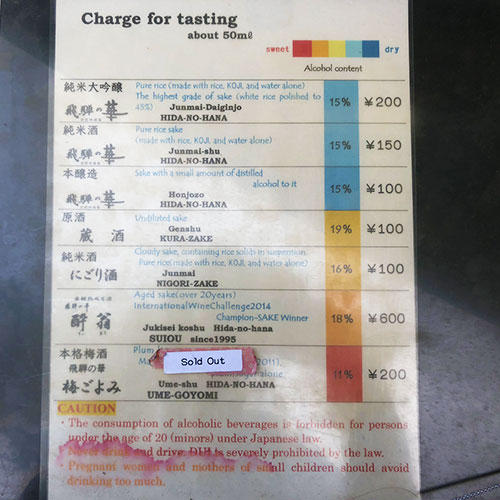 Charge for tasting
about 50mℓ
sweet dry
Alcohol content
純米大吟醸 Pure rice (made with rice, KOJI, and water alone)
The highest grade of sake (white rice polished to
飛騨の華 45%) Junmai-Daiginjo 15% ¥200
HIDA-NO-HANA
純米酒 Pure rice sake
(made with rice, KOJI, and water alone) 15% ¥150
飛騨の華 Junmai-shu
HIDA-NO-HANA
本醸造 Sake with a small amount of distilled
alcohol to it 15% ¥100
飛騨の華 Honjozo
HIDA-NO-HANA
原酒 Undiluted sake
Genshu 19% ¥100
蔵酒 KURA-ZAKE
純米酒 Cloudy sake, containing rice solids in suspention.
Pure rice(made with rice, KOJI, and water alone) 16% ¥100
にごり酒 Junmai
NIGORI-ZAKE
Aged sake(over 20years)
InternationalWineChallenge2014
Champion-SAKE Winner 18% ¥600
酔翁 Jukisei koshu Hida-no-hana
SUIOU since1995
本格梅酒 Plum
飛騨の華 Sold Out 2011), 11% ¥200
alone.
梅ごよみ Ume-shu HIDA-NO-HANA
UME-GOYOMI
CAUTION
・The consumption of alcoholic beverages is forbidden for persons
under the age of 20 (minors) under Japanese law.
・Never drink and drive. DUI is severely prohibited by the law.
・Pregnant women and mothers of small children should avoid
drinking too much.